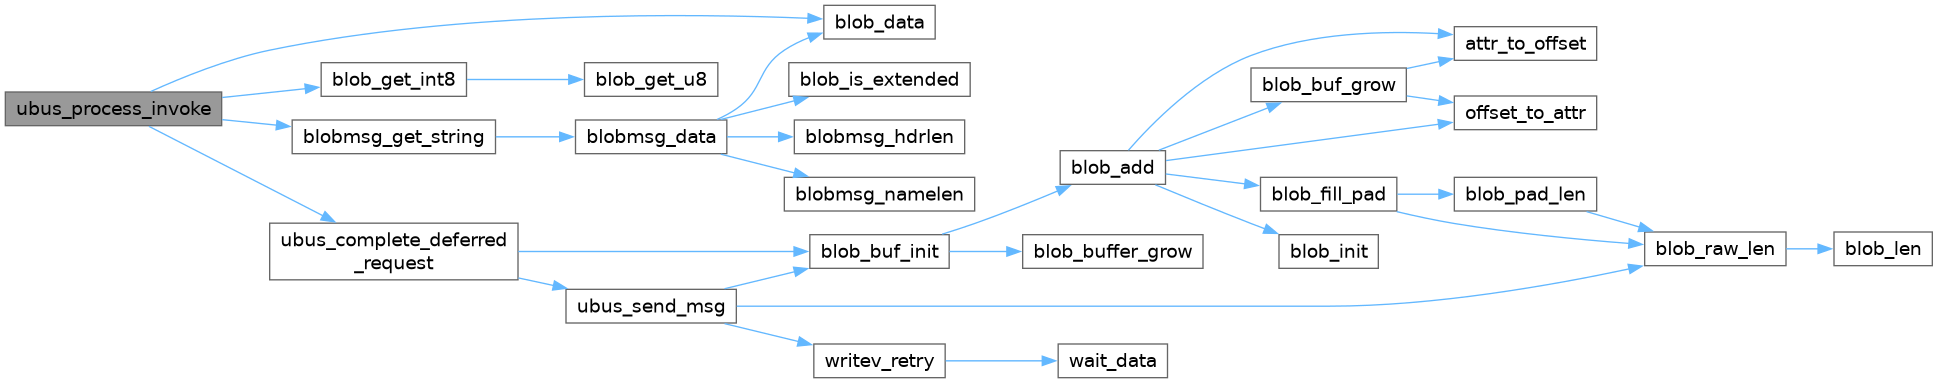 ubus_process_invoke
blob_get_int8
blobmsg_get_string
ubus_complete_deferred
_request
blob_get_u8
blobmsg_data
ubus_send_msg
blob_data
blob_is_extended
blobmsg_hdrlen
blobmsg_namelen
blob_buf_init
writev_retry
blob_add
blob_buffer_grow
wait_data
blob_buf_grow
blob_fill_pad
blob_init
attr_to_offset
offset_to_attr
blob_pad_len
blob_raw_len
blob_len